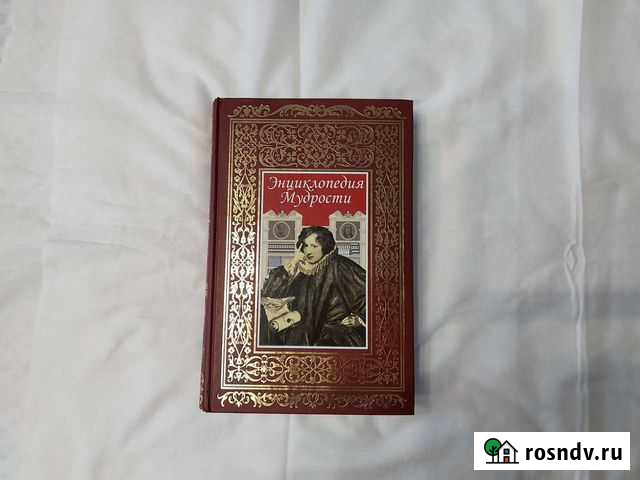 Энциклопедия
Мудрости
rosndv.ru